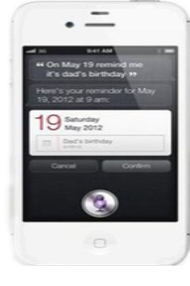 3G 9:41 AM
“ On May 19 remind me
it's dad's birthday ”
Here's your reminder for May
19, 2012 at 9 am:
19 Saturday
May 2012
Dad's birthday
Cancel Confirm